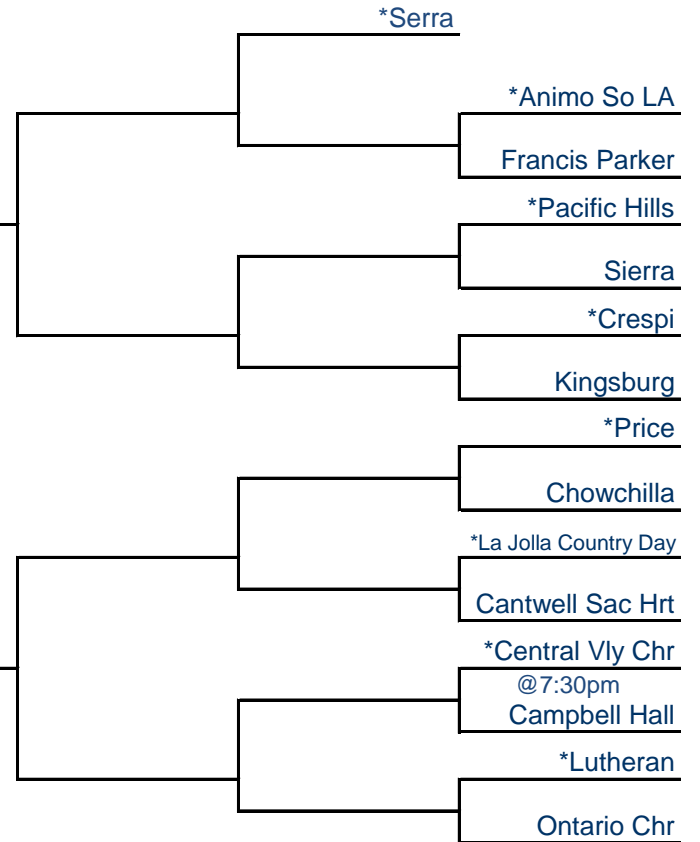 *Serra
*Animo So LA
Francis Parker
*Pacific Hills
Sierra
*Crespi
Kingsburg
*Price
Chowchilla
*La Jolla Country Day
Cantwell Sac Hrt
*Central Vly Chr
@7:30pm
Campbell Hall
*Lutheran
Ontario Chr